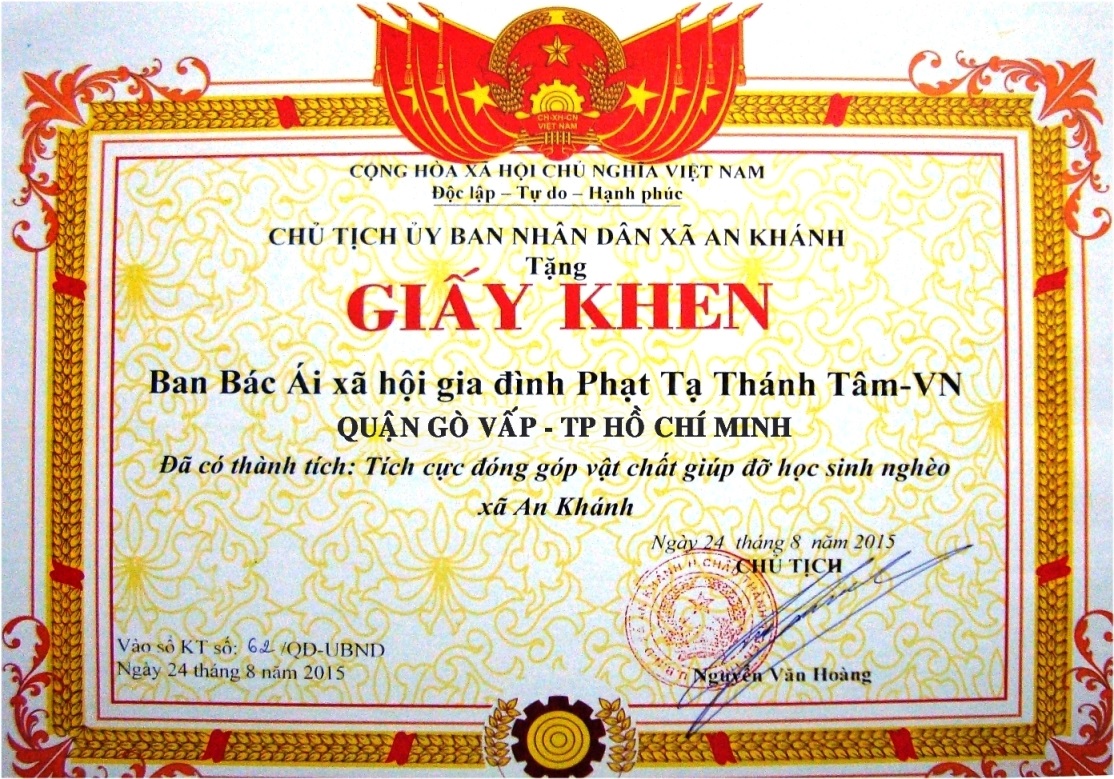 CH-XH-CN
VIỆT NAM
CỘNG HÒA XÃ HỘI CHỦ NGHĨA VIỆT NAM
Độc lập – Tự do – Hạnh phúc
CHỦ TỊCH ỦY BAN NHÂN DÂN XÃ AN KHÁNH
Tặng
GIẤY KHEN
Ban Bác Ái xã hội gia đình Phạt Tạ Thánh Tâm-VN
QUẬN GÒ VẤP - TP HỒ CHÍ MINH
Đã có thành tích: Tích cực đóng góp vật chất giúp đỡ học sinh nghèo
xã An Khánh
Ngày 24 tháng 8 năm 2015
CHỦ TỊCH
Vào sổ KT số: 62 /QĐ-UBND
Ngày 24 tháng 8 năm 2015
Nguyễn Văn Hoàng